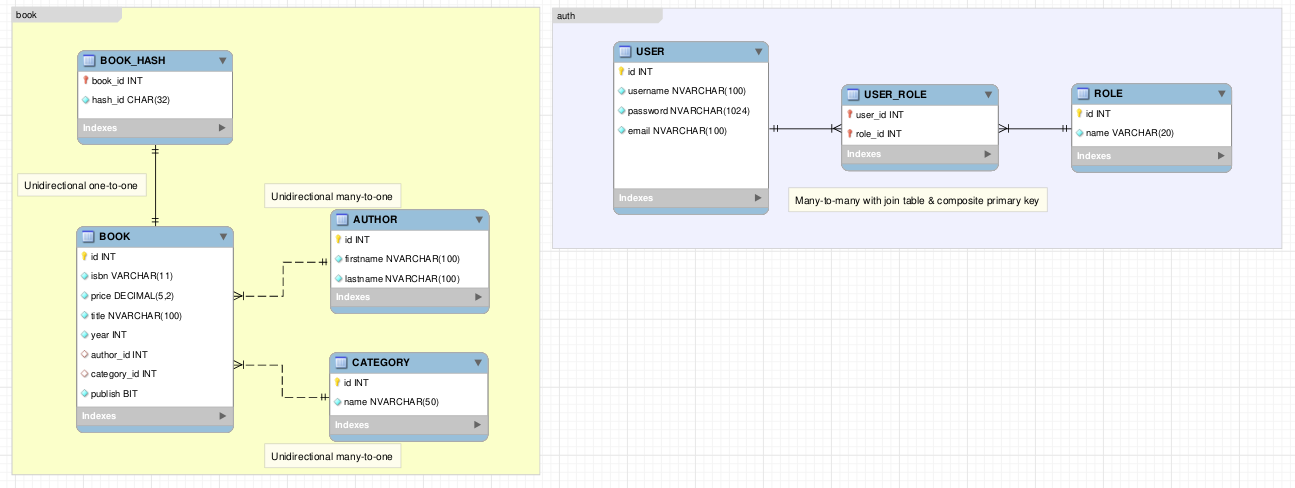 book
BOOK_HASH
book_id INT
hash_id CHAR(32)
Indexes
Unidirectional one-to-one
Unidirectional many-to-one
BOOK
id INT
isbn VARCHAR(11)
price DECIMAL(5,2)
title NVARCHAR(100)
year INT
author_id INT
category_id INT
publish BIT
Indexes
AUTHOR
id INT
firstname NVARCHAR(100)
lastname NVARCHAR(100)
Indexes
CATEGORY
id INT
name NVARCHAR(50)
Indexes
Unidirectional many-to-one
auth
USER
id INT
username NVARCHAR(100)
password NVARCHAR(1024)
email NVARCHAR(100)
Indexes
USER_ROLE
user_id INT
role_id INT
Indexes
ROLE
id INT
name VARCHAR(20)
Indexes
Many-to-many with join table & composite primary key